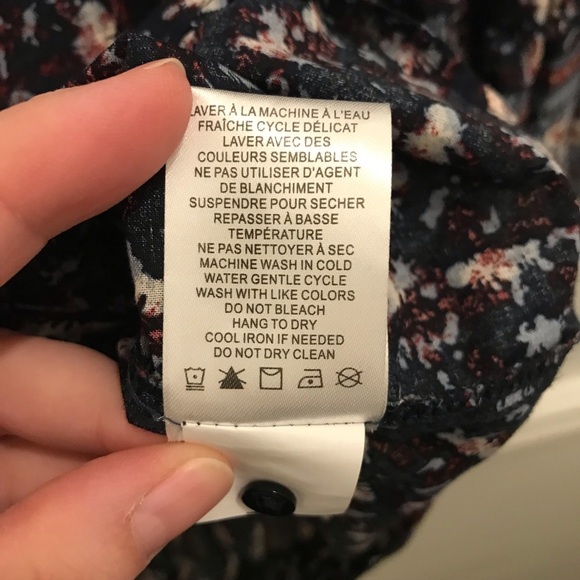 LAVER À LA MACHINE À L'EAU
FRAÎCHE CYCLE DÉLICAT
LAVER AVEC DES
COULEURS SEMBLABLES
NE PAS UTILISER D'AGENT
DE BLANCHIMENT
SUSPENDRE POUR SECHER
REPASSER À BASSE
TEMPÉRATURE
NE PAS NETTOYER À SEC
MACHINE WASH IN COLD
WATER GENTLE CYCLE
WASH WITH LIKE COLORS
DO NOT BLEACH
HANG TO DRY
COOL IRON IF NEEDED
DO NOT DRY CLEAN